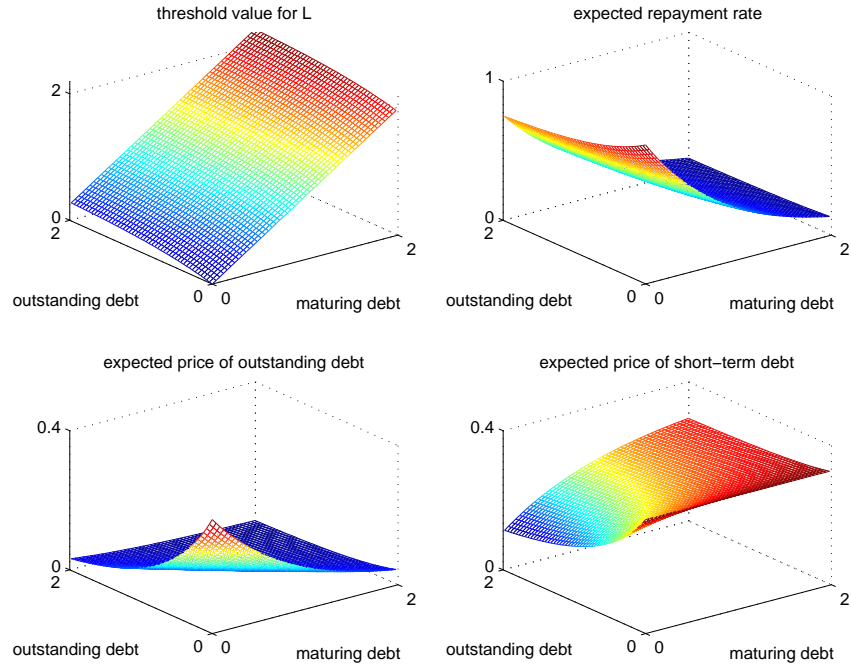 threshold value for L
2
1
0
2
outstanding debt
0
0
maturing debt
2
expected repayment rate
1
0
2
outstanding debt
0
0
maturing debt
2
expected price of outstanding debt
0.4
0
2
outstanding debt
0
0
maturing debt
2
expected price of short−term debt
0.4
0
2
outstanding debt
0
0
maturing debt
2